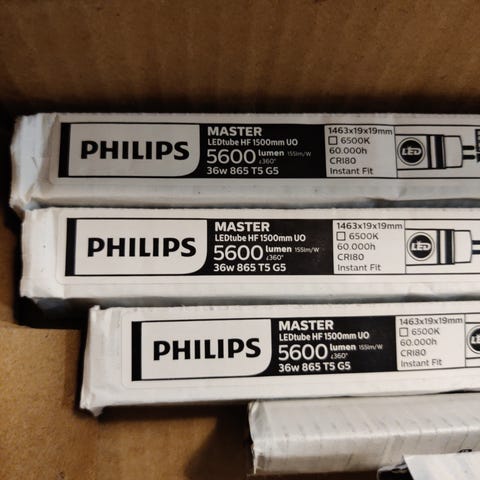 PHILIPS
MASTER
LEDtube HF 1500mm UO
5600 lumen 155lm/W
∠360°
36w 865 T5 G5
1463x19x19mm
6500K
60.000h
CRI80
Instant Fit
LED
PHILIPS
MASTER
LEDtube HF 1500mm UO
5600 lumen 155lm/W
∠360°
36w 865 T5 G5
1463x19x19mm
6500K
60.000h
CRI80
Instant Fit
LED
PHILIPS
MASTER
LEDtube HF 1500mm UO
5600 lumen 155lm/W
∠360°
36w 865 T5 G5
1463x19x19mm
6500K
60.000h
CRI80
Instant Fit